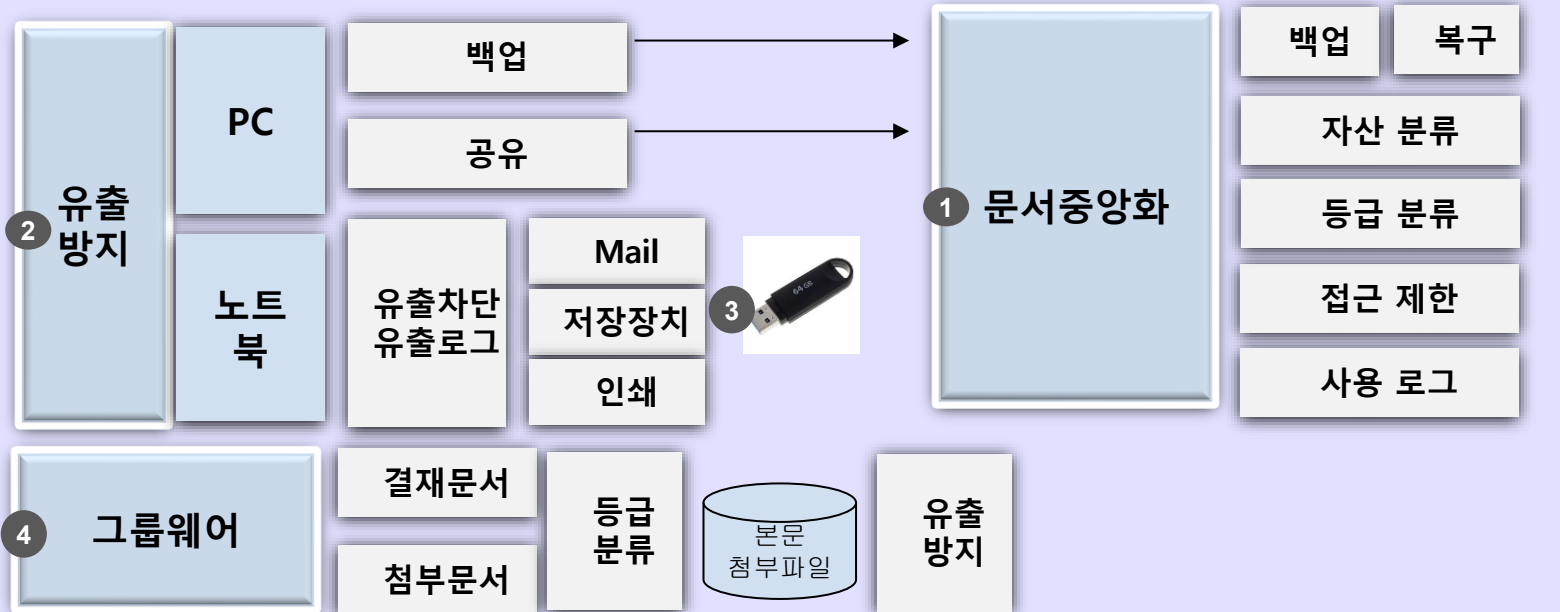 2
유출
방지
PC
노트
북
백업
공유
유출차단
유출로그
Mail
저장장치
인쇄
3
64 GB
1
문서중앙화
백업
복구
자산 분류
등급 분류
접근 제한
사용 로그
4
그룹웨어
결재문서
첨부문서
등급
분류
본문
첨부파일
유출
방지